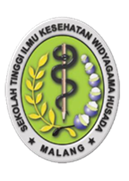 SEKOLAH TINGGI ILMU KESEHATAN WIDYAGAMA HUSADA
MALANG